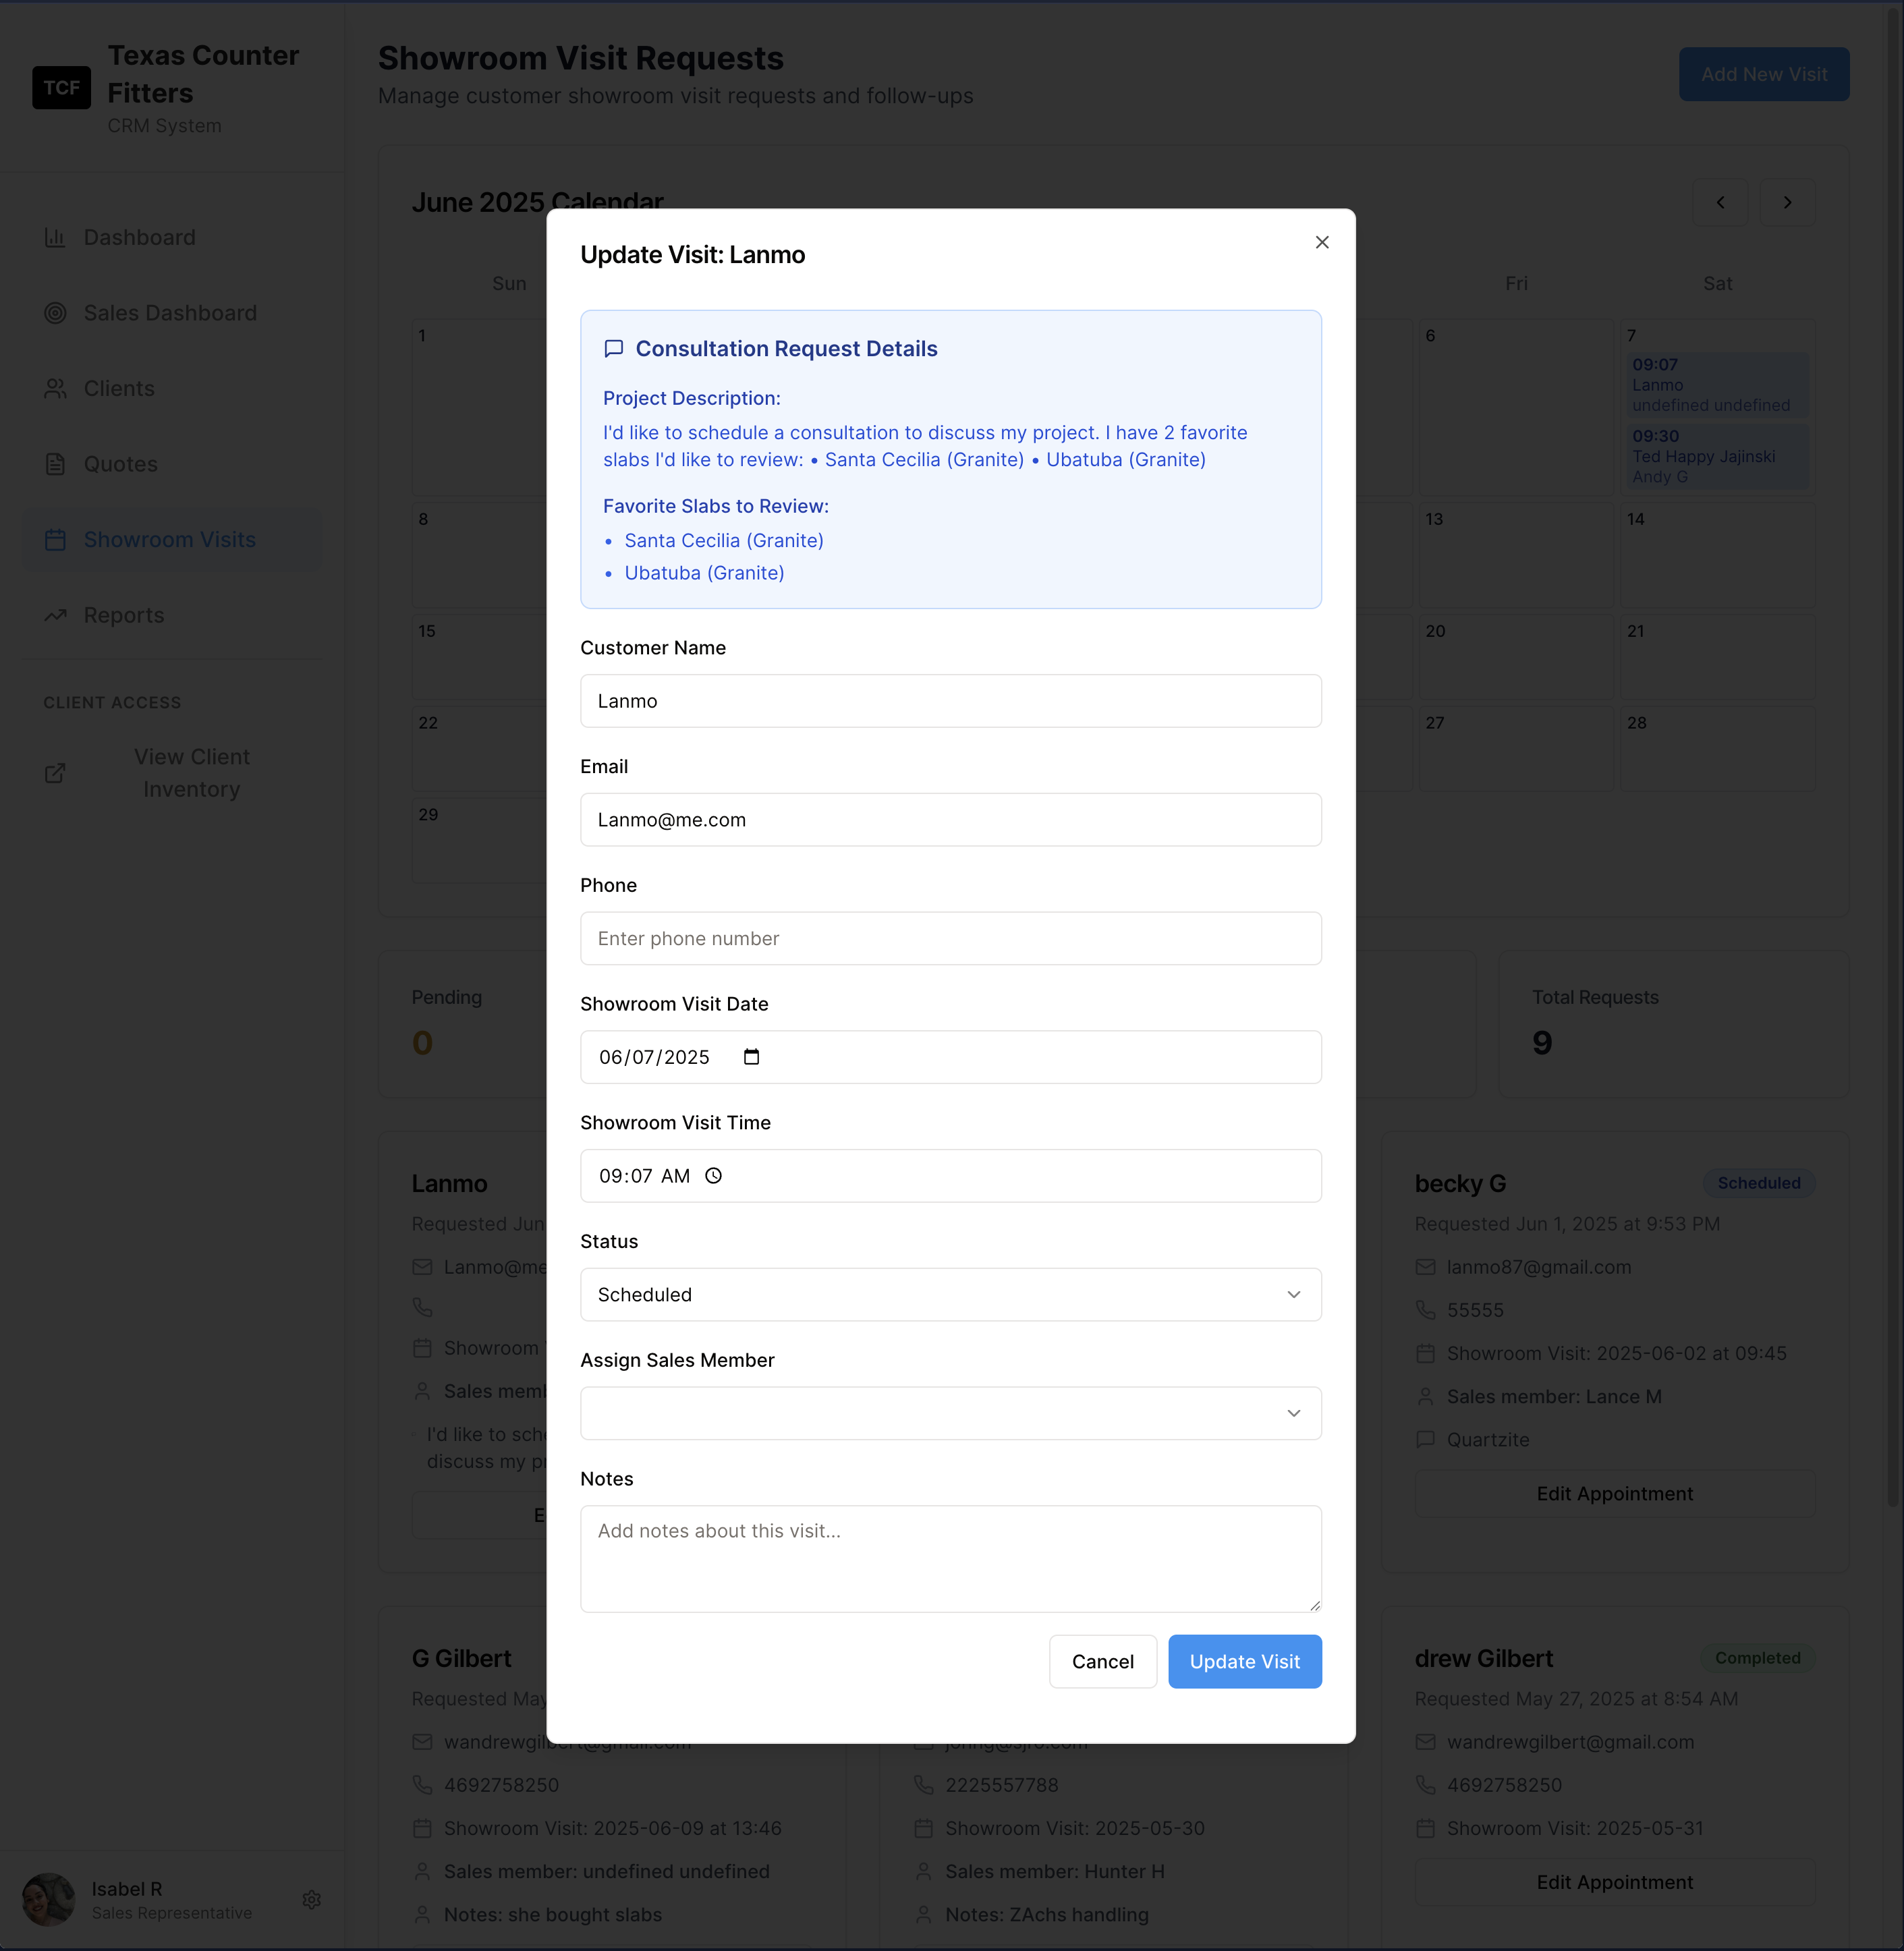 TCF
Texas Counter
Fitters
CRM System
Dashboard
Sales Dashboard
Clients
Quotes
Showroom Visits
Reports
CLIENT ACCESS
View Client
Inventory
Isabel R
Sales Representative
Showroom Visit Requests
Manage customer showroom visit requests and follow-ups
Add New Visit
June 2025 Calendar
Sun
Fri
Sat
1
6
7
09:07
Lanmo
undefined undefined
09:30
Ted Happy Jajinski
Andy G
8
13
14
15
20
21
22
27
28
29
Update Visit: Lanmo
Consultation Request Details
Project Description:
I'd like to schedule a consultation to discuss my project. I have 2 favorite
slabs I'd like to review: • Santa Cecilia (Granite) • Ubatuba (Granite)
Favorite Slabs to Review:
• Santa Cecilia (Granite)
• Ubatuba (Granite)
Customer Name
Lanmo
Email
Lanmo@me.com
Phone
Enter phone number
Showroom Visit Date
06/07/2025
Showroom Visit Time
09:07 AM
Status
Scheduled
Assign Sales Member
Notes
Add notes about this visit...
Cancel
Update Visit
Pending
0
Total Requests
9
Lanmo
Requested Jun
Lanmo@me
Showroom
Sales memb
I'd like to sch
discuss my p
becky G
Scheduled
Requested Jun 1, 2025 at 9:53 PM
lanmo87@gmail.com
55555
Showroom Visit: 2025-06-02 at 09:45
Sales member: Lance M
Quartzite
Edit Appointment
G Gilbert
Requested May
wandrewgilbert@gmail.com
4692758250
Showroom Visit: 2025-06-09 at 13:46
Sales member: undefined undefined
Notes: she bought slabs
2225557788
Showroom Visit: 2025-05-30
Sales member: Hunter H
Notes: ZAchs handling
drew Gilbert
Completed
Requested May 27, 2025 at 8:54 AM
wandrewgilbert@gmail.com
4692758250
Showroom Visit: 2025-05-31
Edit Appointment